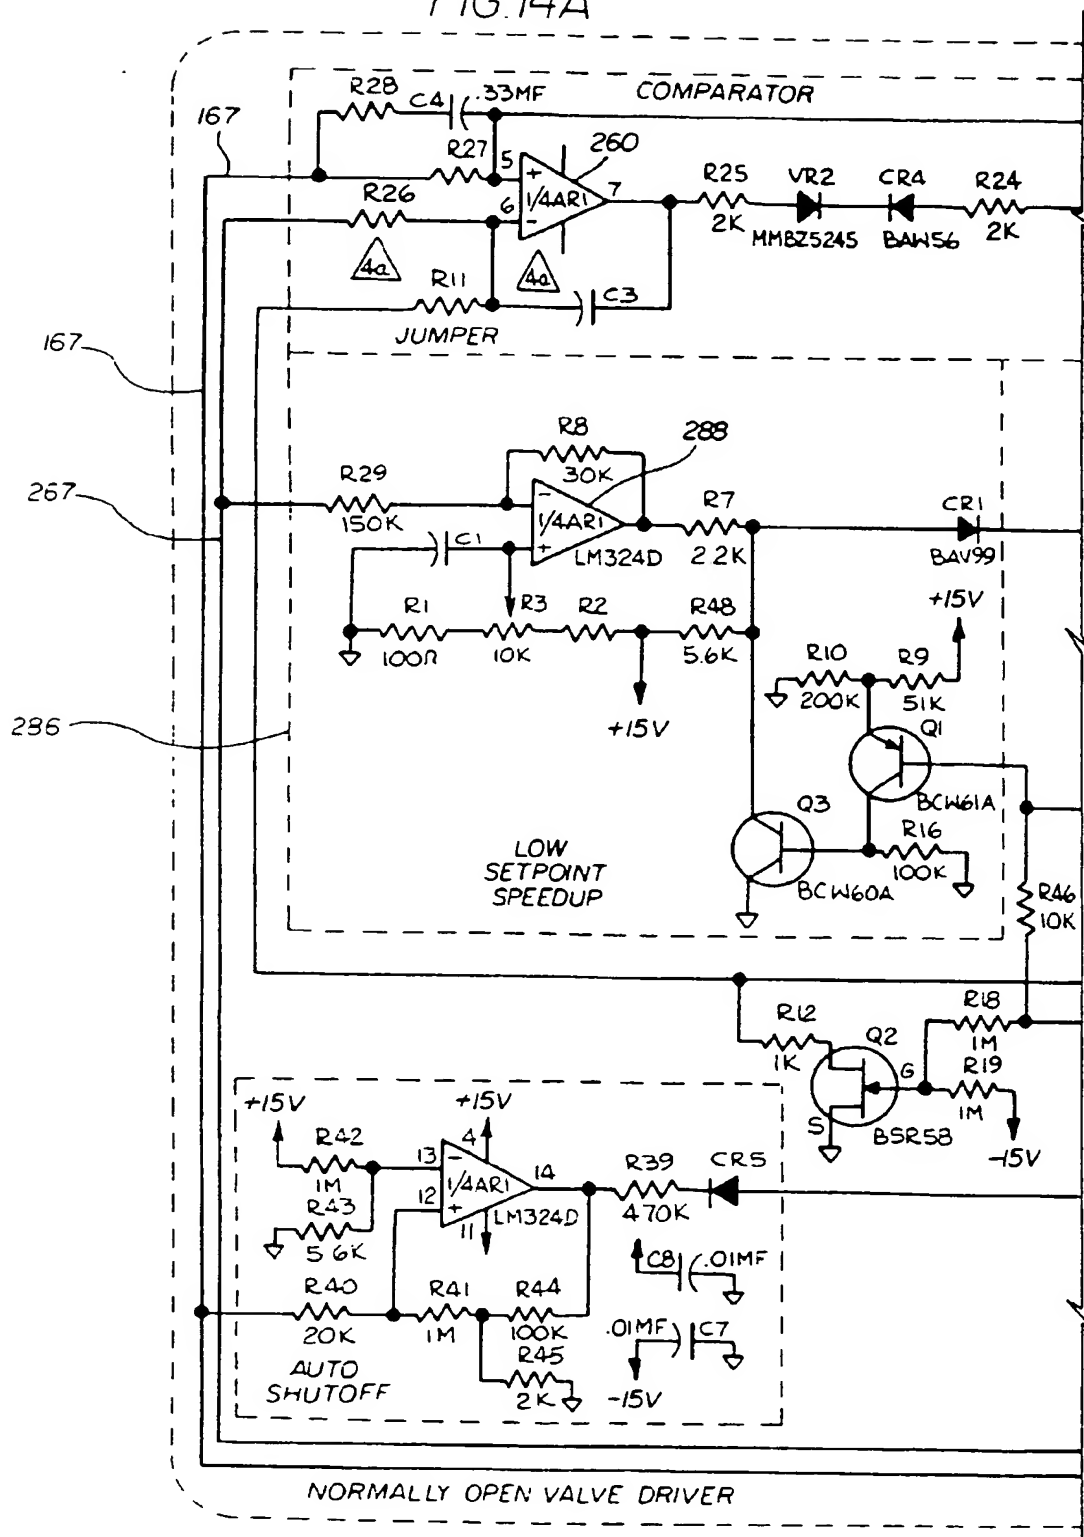 FIG.14A
R28
C4
.33MF
COMPARATOR
167
R27
5
+
260
R26
6
-
1/4AR1
7
R25
2K
VR2
MMBZ5245
CR4
BAW56
R24
2K
4a
4a
R11
C3
JUMPER
167
R8
30K
288
267
R29
150K
-
1/4AR1
+
LM324D
R7
2.2K
CR1
BAV99
C1
R1
100Ω
R3
10K
R2
R48
5.6K
+15V
+15V
R10
200K
R9
51K
286
Q1
BCW61A
Q3
BCW60A
R16
100K
LOW
SETPOINT
SPEEDUP
R46
10K
R12
1K
Q2
G
S
BSR58
R18
1M
R19
1M
-15V
+15V
+15V
R42
1M
R43
5.6K
13
-
4
1/4AR1
12
+
11
14
LM324D
R39
470K
CR5
C8
.01MF
R40
20K
R41
1M
R44
100K
R45
2K
.01MF
C7
-15V
AUTO
SHUTOFF
NORMALLY OPEN VALVE DRIVER